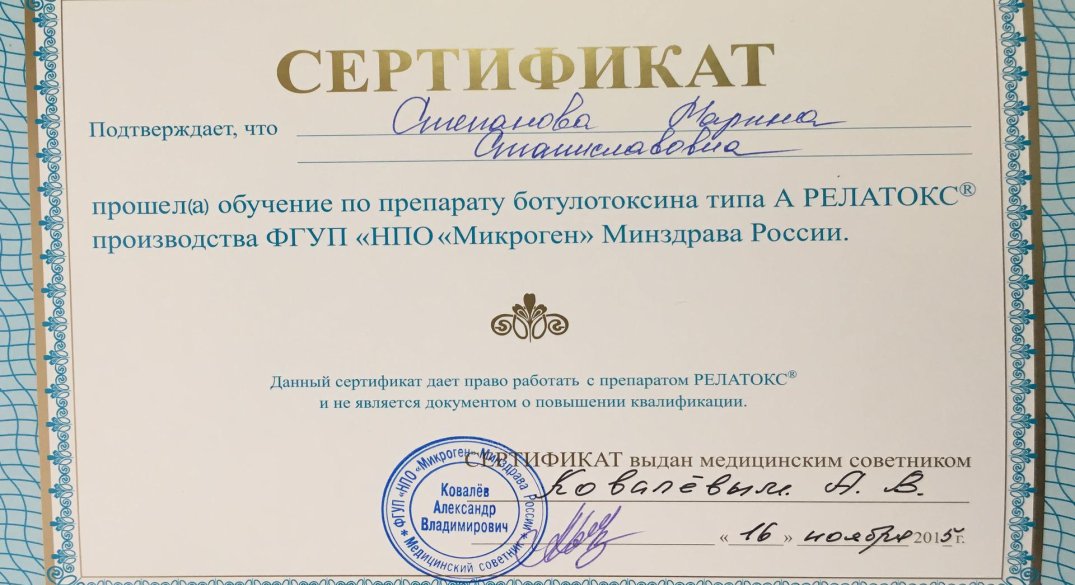 СЕРТИФИКАТ
Подтверждает, что Степанова Марина
Станиславовна
прошел(а) обучение по препарату ботулотоксина типа А РЕЛАТОКС®
производства ФГУП «НПО «Микроген» Минздрава России.
Данный сертификат дает право работать с препаратом РЕЛАТОКС®
и не является документом о повышении квалификации.
СЕРТИФИКАТ выдан медицинским советником
Ковалёвым А. В.
« 16 » ноября 2015 г.
ФГУП «НПО «Микроген» Минздрава России
Ковалёв
Александр
Владимирович
Медицинский советник